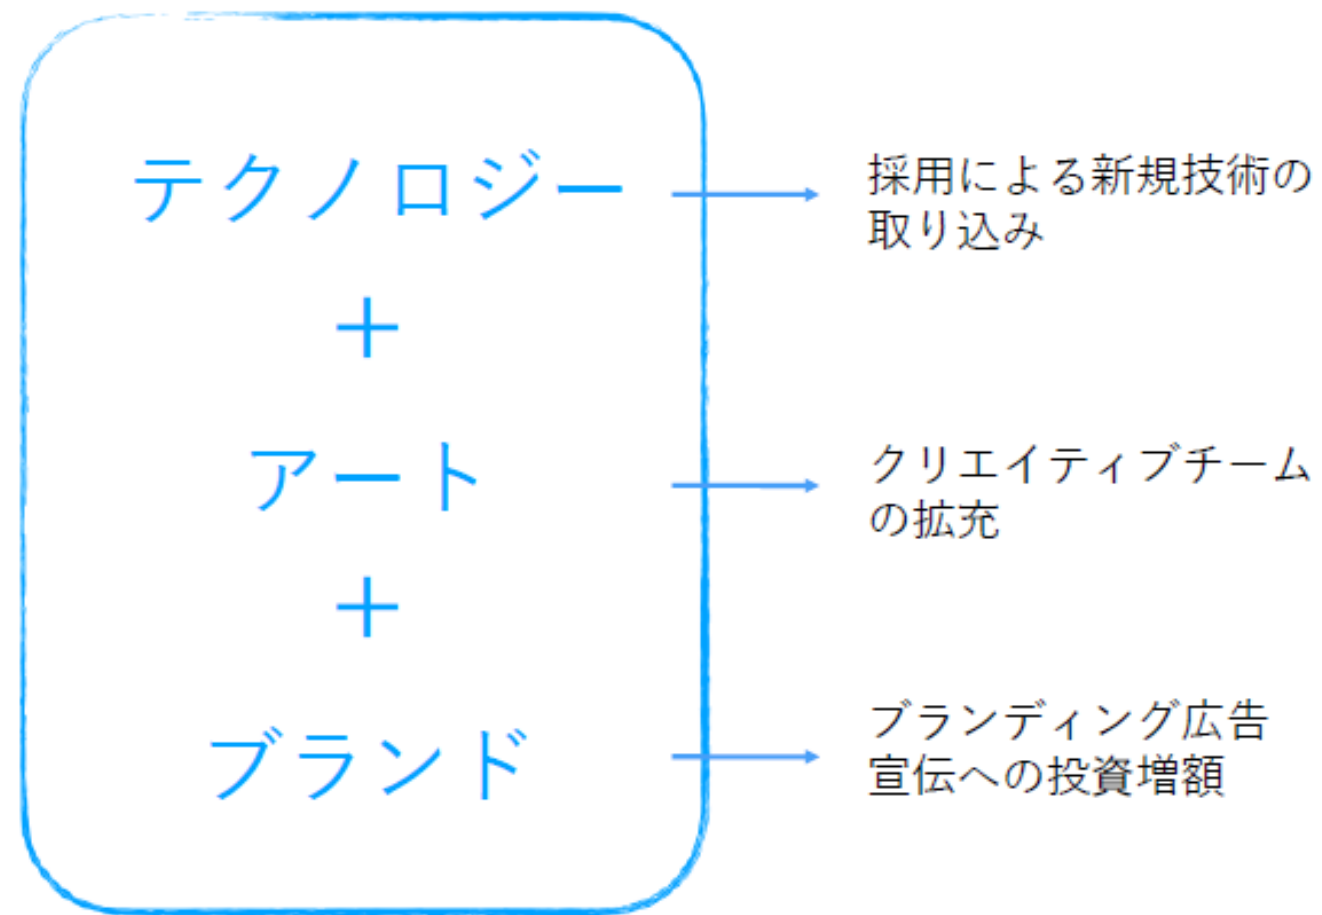 テクノロジー
採用による新規技術の
取り込み
+
アート
クリエイティブチーム
の拡充
+
ブランド
ブランディング広告
宣伝への投資増額